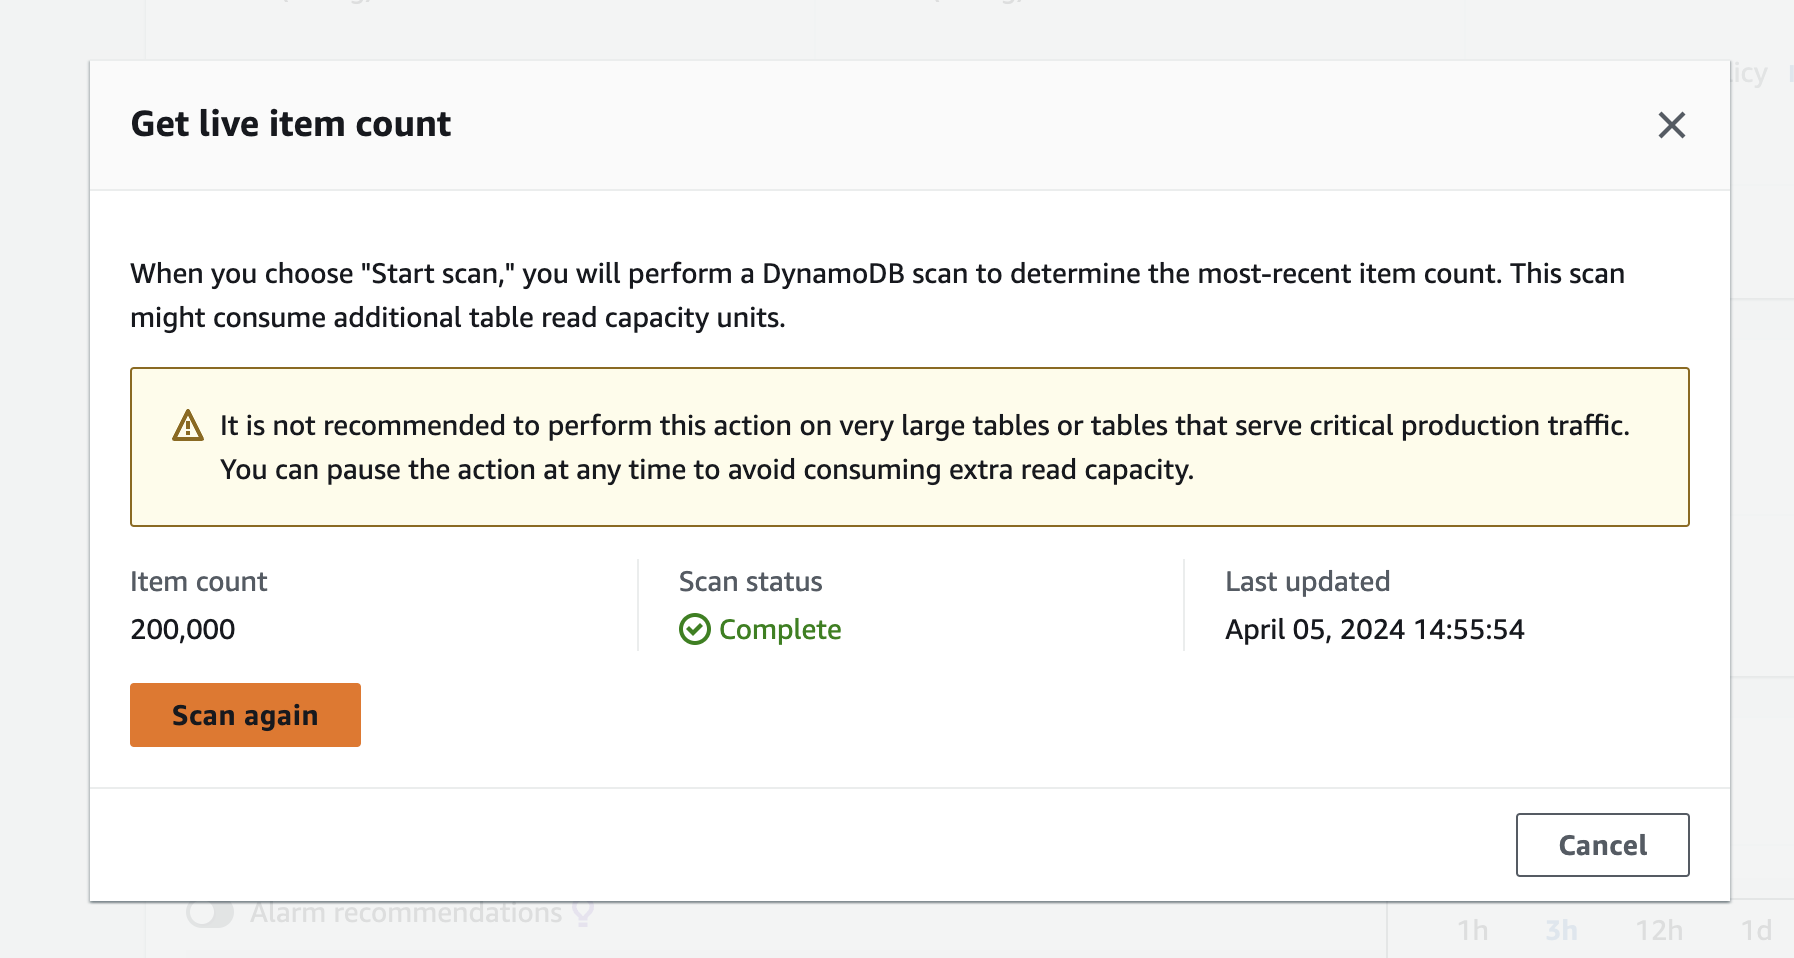 Get live item count
When you choose "Start scan," you will perform a DynamoDB scan to determine the most-recent item count. This scan
might consume additional table read capacity units.
It is not recommended to perform this action on very large tables or tables that serve critical production traffic.
You can pause the action at any time to avoid consuming extra read capacity.
Item count
200,000
Scan status
Complete
Last updated
April 05, 2024 14:55:54
Scan again
Cancel
Alarm recommendations
1h 3h 12h 1d